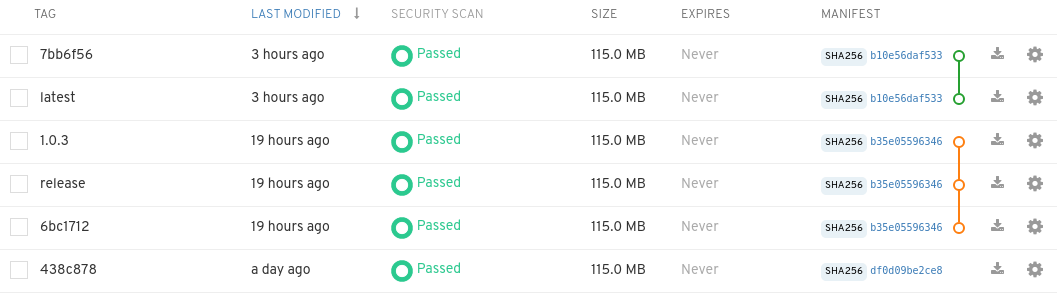 TAG LAST MODIFIED ↓ SECURITY SCAN SIZE EXPIRES MANIFEST
7bb6f56 3 hours ago Passed 115.0 MB Never SHA256 b10e56daf533
latest 3 hours ago Passed 115.0 MB Never SHA256 b10e56daf533
1.0.3 19 hours ago Passed 115.0 MB Never SHA256 b35e05596346
release 19 hours ago Passed 115.0 MB Never SHA256 b35e05596346
6bc1712 19 hours ago Passed 115.0 MB Never SHA256 b35e05596346
438c878 a day ago Passed 115.0 MB Never SHA256 df0d09be2ce8